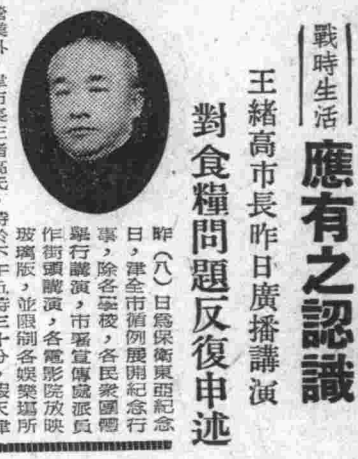 戰時生活
應有之認識
王緒高市長昨日廣播講演
對食糧問題反復申述
昨（八）日為保衛東亞紀念
日，津全市循例展開紀念行
事，除各學校，各民衆團體
舉行講演，市署宣傳處派員
作街頭講演，各電影院放映
玻璃版，並限制各娛樂場所